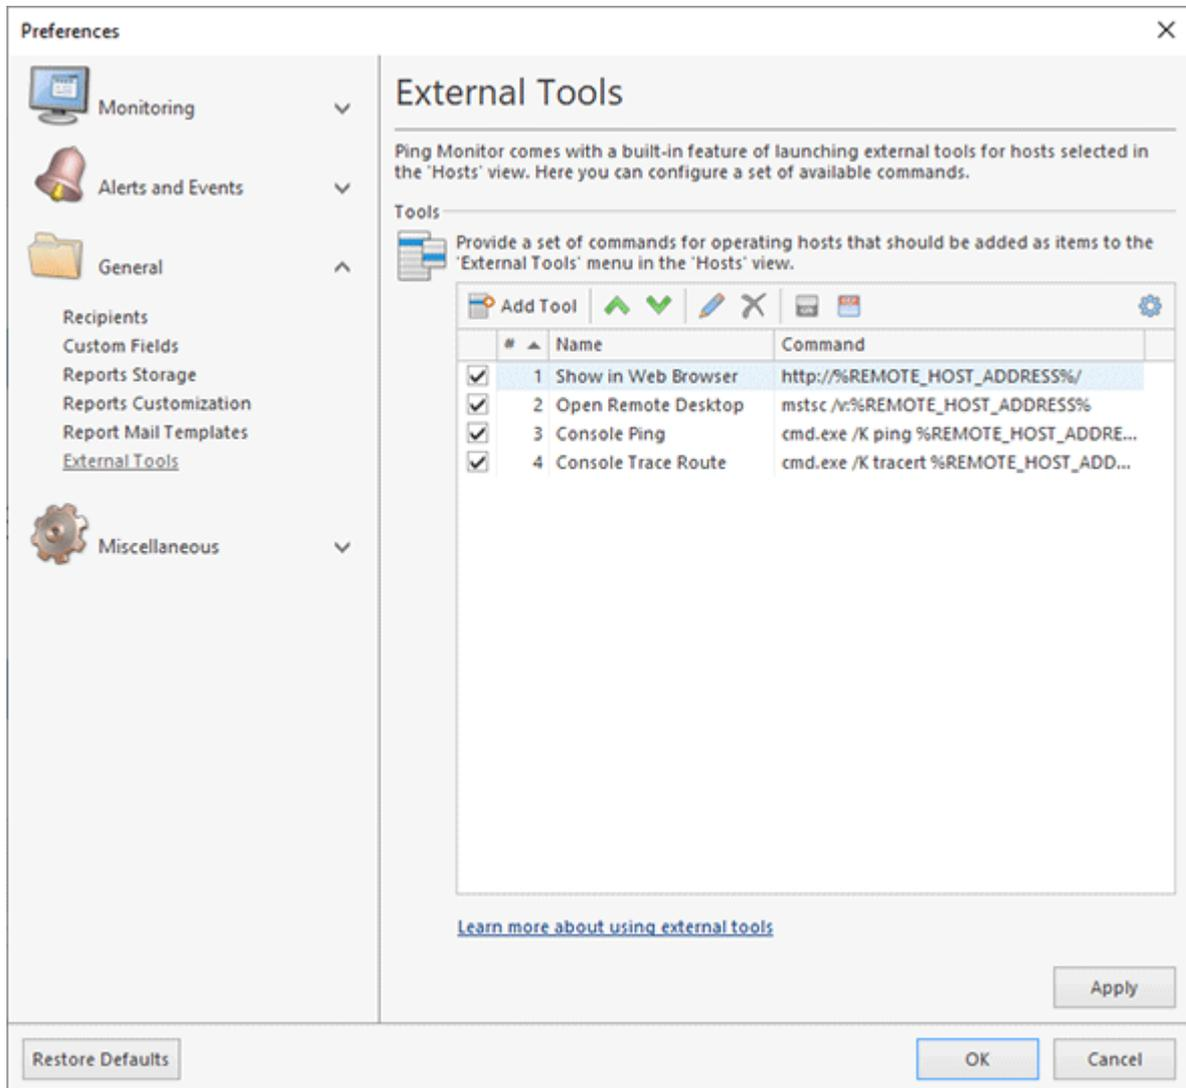 Preferences
Monitoring
Alerts and Events
General
Recipients
Custom Fields
Reports Storage
Reports Customization
Report Mail Templates
External Tools
Miscellaneous
External Tools
Ping Monitor comes with a built-in feature of launching external tools for hosts selected in
the 'Hosts' view. Here you can configure a set of available commands.
Tools
Provide a set of commands for operating hosts that should be added as items to the
'External Tools' menu in the 'Hosts' view.
Add Tool
# Name Command
1 Show in Web Browser http://%REMOTE_HOST_ADDRESS%/
2 Open Remote Desktop mstsc /v:%REMOTE_HOST_ADDRESS%
3 Console Ping cmd.exe /K ping %REMOTE_HOST_ADDRE...
4 Console Trace Route cmd.exe /K tracert %REMOTE_HOST_ADD...
Learn more about using external tools
Apply
Restore Defaults OK Cancel